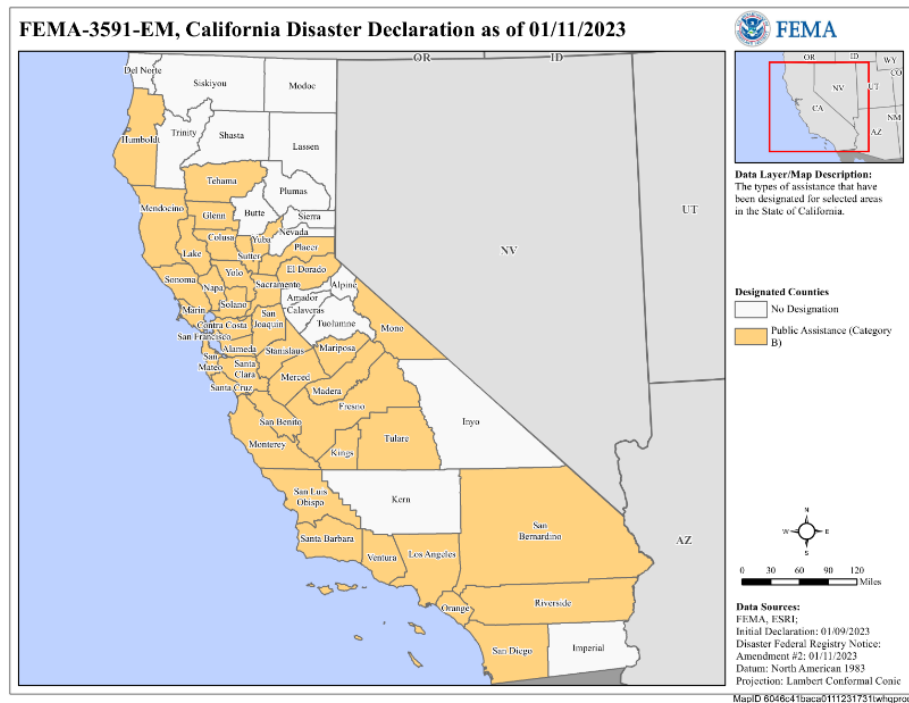 FEMA-3591-EM, California Disaster Declaration as of 01/11/2023
FEMA
OR
ID
Del Norte
Siskiyou
Modoc
Trinity
Shasta
Lassen
Humboldt
Tehama
Plumas
Mendocino
Glenn
Butte
Sierra
Nevada
Colusa
Yuba
Placer
Lake
Sutter
El Dorado
Sonoma
Yolo
Napa
Sacramento
Alpine
Amador
Solano
Calaveras
Marin
San
Joaquin
Tuolumne
Mono
Contra Costa
San Francisco
Alameda
Stanislaus
Mariposa
San
Mateo
Santa
Clara
Merced
Santa Cruz
Madera
Fresno
San Benito
Inyo
Monterey
Kings
Tulare
San Luis
Obispo
Kern
San
Bernardino
Santa Barbara
Ventura
Los Angeles
Orange
Riverside
San Diego
Imperial
NV
UT
AZ
OR
ID
WY
CO
NV
UT
CA
NM
AZ
Data Layer/Map Description:
The types of assistance that have
been designated for selected areas
in the State of California.
Designated Counties
No Designation
Public Assistance (Category
B)
N
W
E
S
0 30 60 90 120
Miles
Data Sources:
FEMA, ESRI;
Initial Declaration: 01/09/2023
Disaster Federal Registry Notice:
Amendment #2: 01/11/2023
Datum: North American 1983
Projection: Lambert Conformal Conic
MapID 6046c41baca0111231731twhqproc